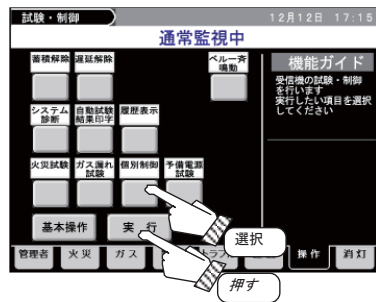 試験・制御
12月12日 17:15
通常監視中
蓄積解除 遅延解除 ベル一斉鳴動
システム診断 自動試験結果印字 履歴表示
火災試験 ガス漏れ試験 個別制御 予備電源試験
基本操作 実行
機能ガイド
受信機の試験・制御
を行います
実行したい項目を選択
してください
選択
管理者 火災 ガス トラブル 操作 消灯
押す